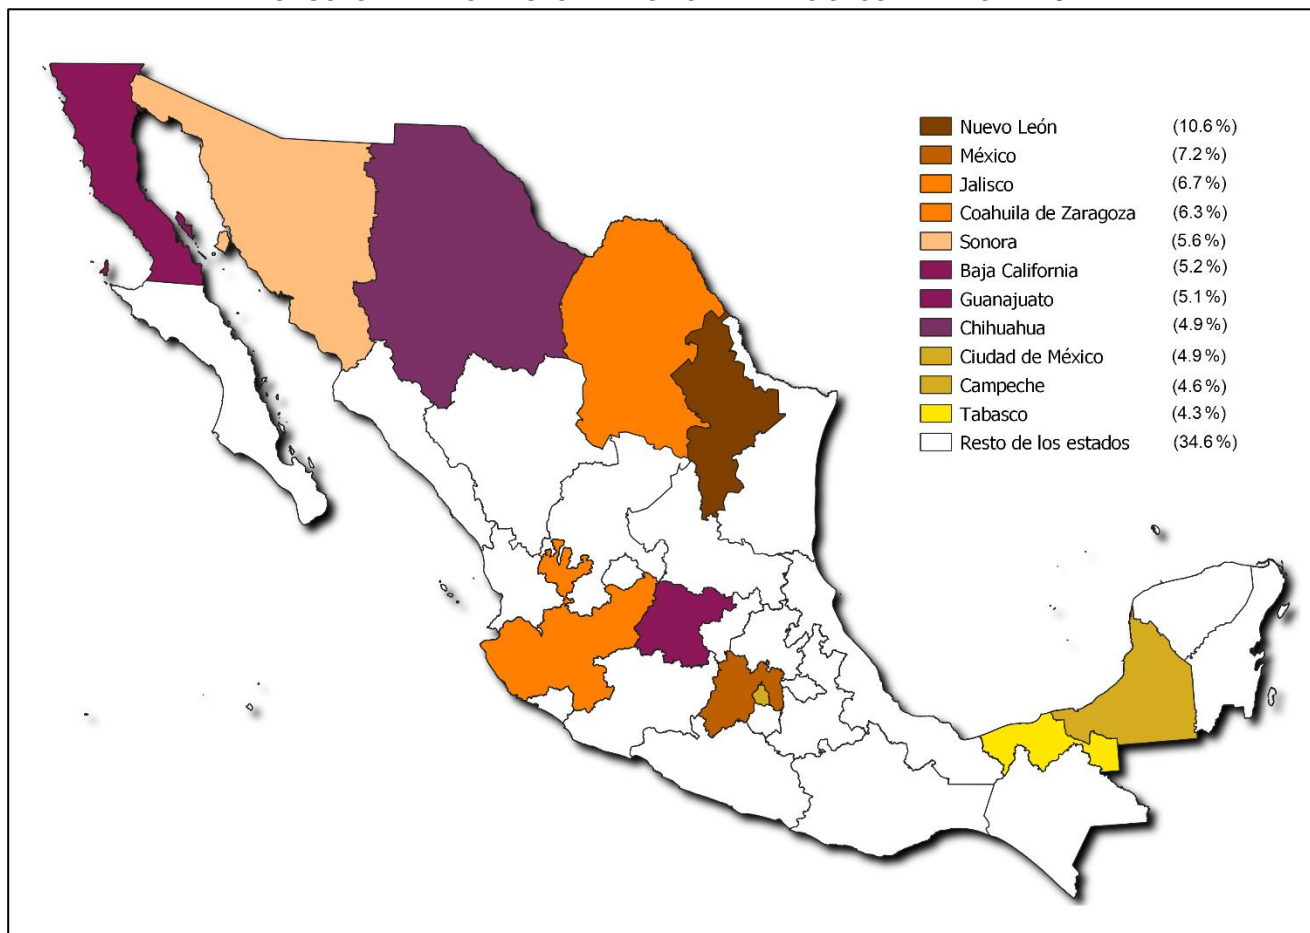 Nuevo León (10.6 %)
México (7.2 %)
Jalisco (6.7 %)
Coahuila de Zaragoza (6.3 %)
Sonora (5.6 %)
Baja California (5.2 %)
Guanajuato (5.1 %)
Chihuahua (4.9 %)
Ciudad de México (4.9 %)
Campeche (4.6 %)
Tabasco (4.3 %)
Resto de los estados (34.6 %)